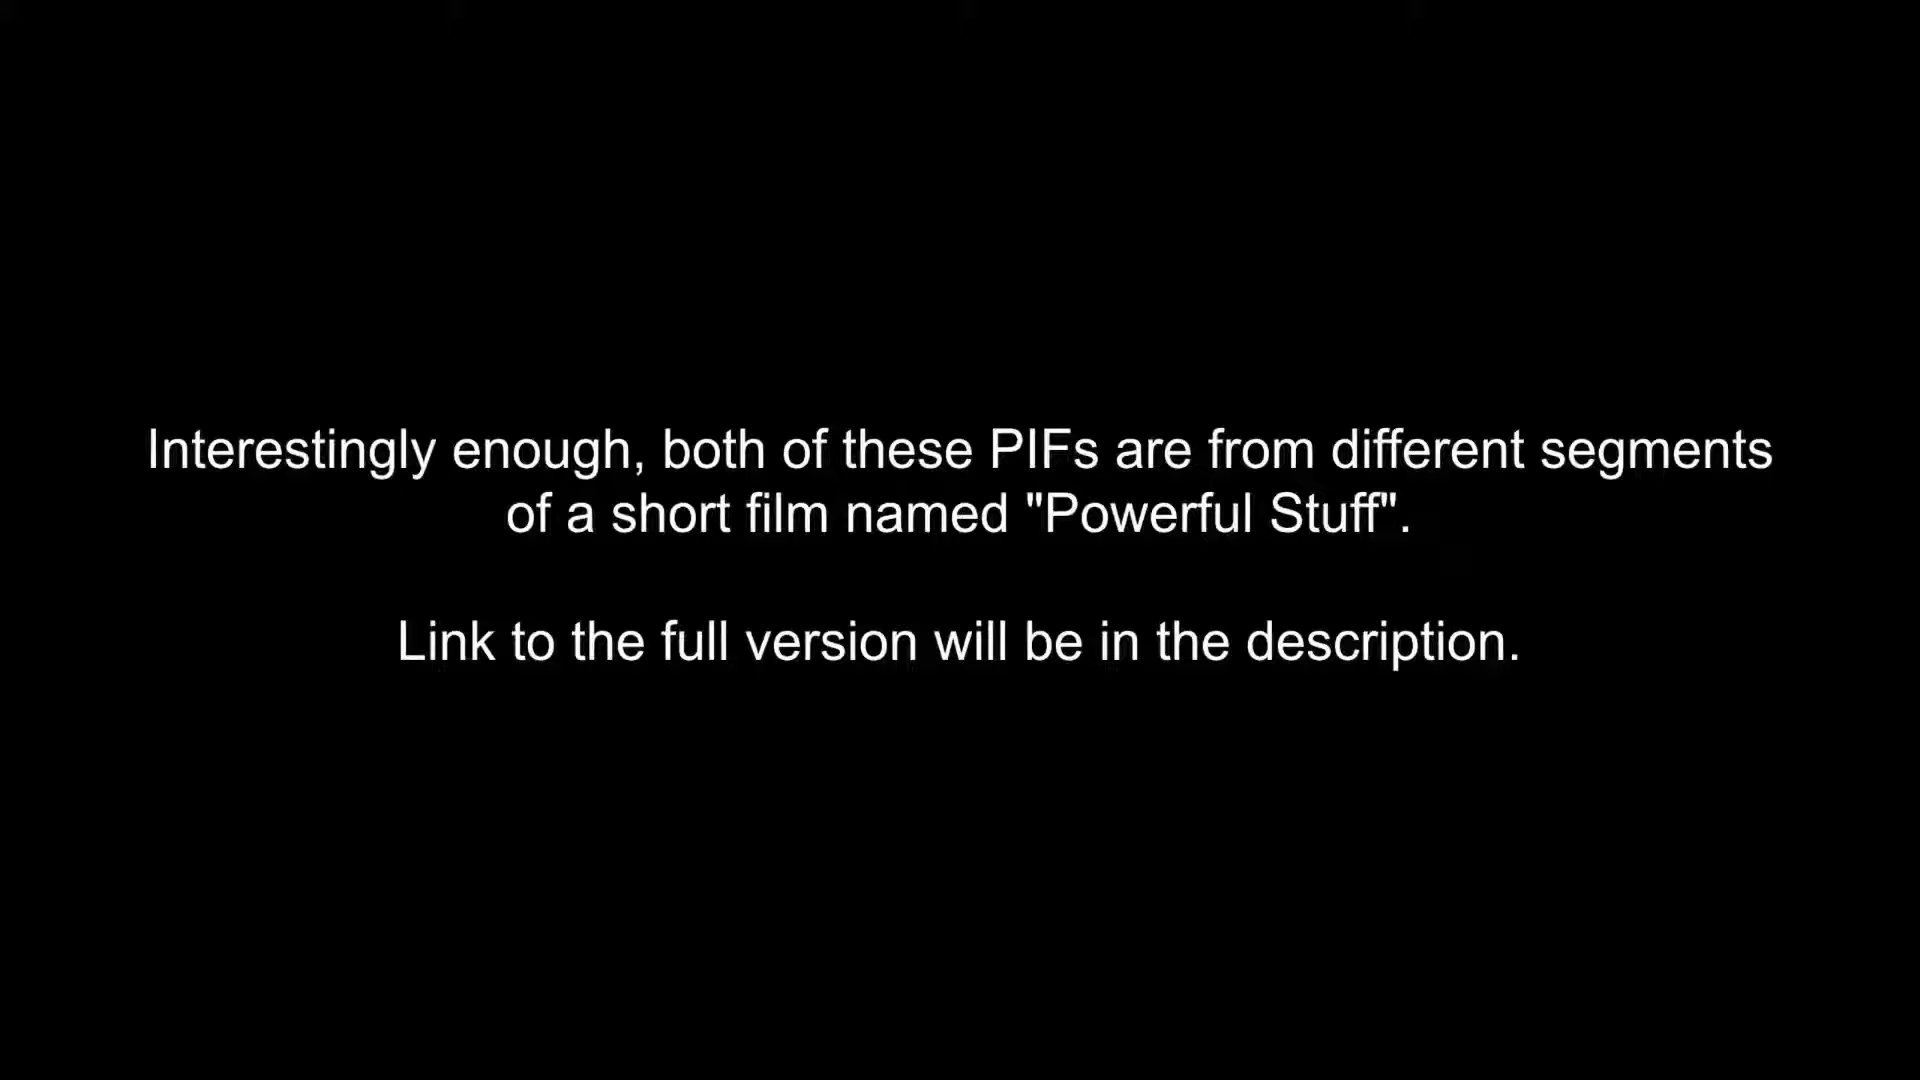 Interestingly enough, both of these PIFs are from different segments
of a short film named "Powerful Stuff".
Link to the full version will be in the description.